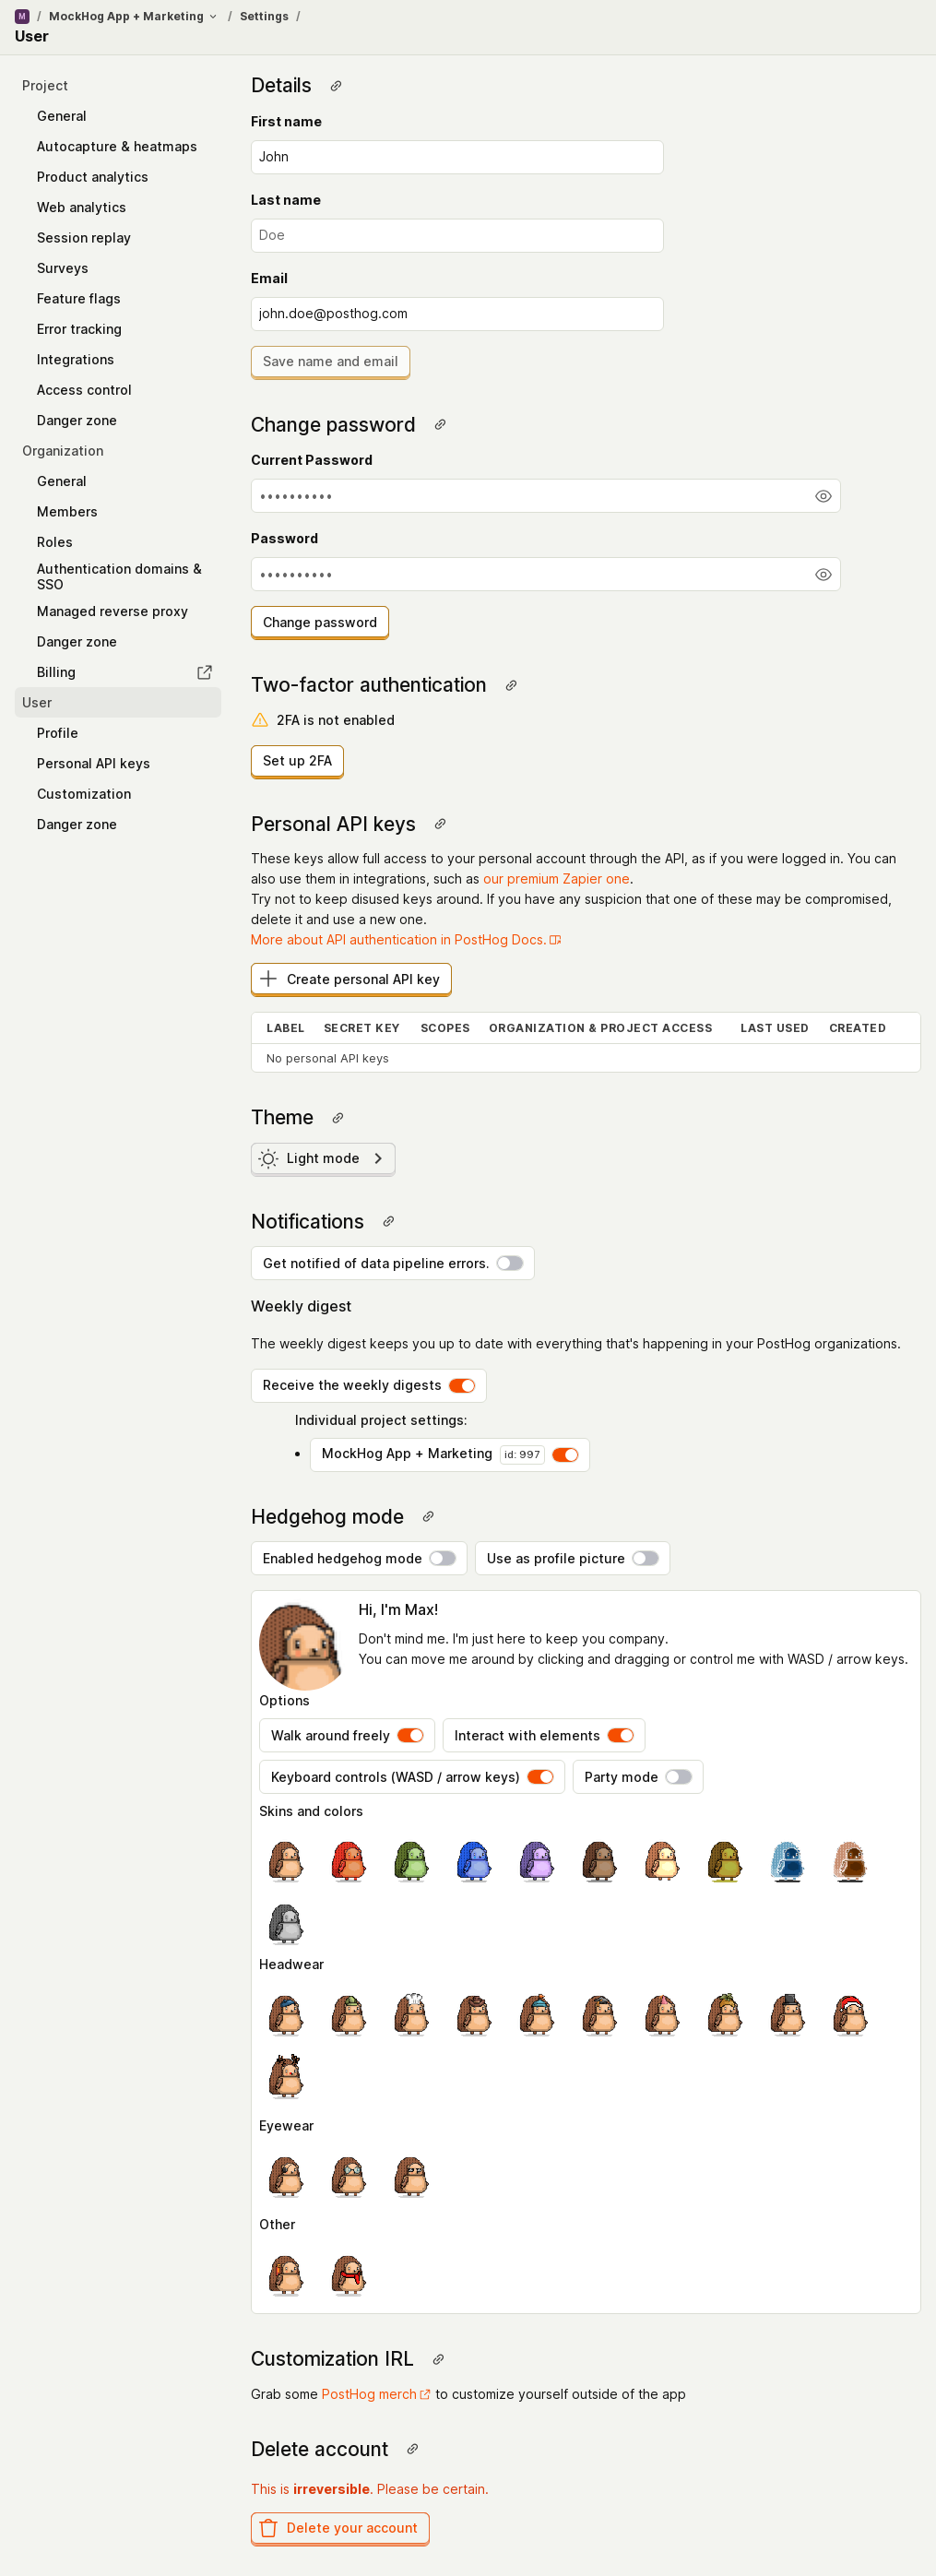 M / MockHog App + Marketing / Settings /
User
Project
General
Autocapture & heatmaps
Product analytics
Web analytics
Session replay
Surveys
Feature flags
Error tracking
Integrations
Access control
Danger zone
Organization
General
Members
Roles
Authentication domains &
SSO
Managed reverse proxy
Danger zone
Billing
User
Profile
Personal API keys
Customization
Danger zone
Details
First name
John
Last name
Doe
Email
john.doe@posthog.com
Save name and email
Change password
Current Password
••••••••••
Password
••••••••••
Change password
Two-factor authentication
2FA is not enabled
Set up 2FA
Personal API keys
These keys allow full access to your personal account through the API, as if you were logged in. You can
also use them in integrations, such as our premium Zapier one.
Try not to keep disused keys around. If you have any suspicion that one of these may be compromised,
delete it and use a new one.
More about API authentication in PostHog Docs.
Create personal API key
LABEL SECRET KEY SCOPES ORGANIZATION & PROJECT ACCESS LAST USED CREATED
No personal API keys
Theme
Light mode
Notifications
Get notified of data pipeline errors.
Weekly digest
The weekly digest keeps you up to date with everything that's happening in your PostHog organizations.
Receive the weekly digests
Individual project settings:
• MockHog App + Marketing id: 997
Hedgehog mode
Enabled hedgehog mode Use as profile picture
Hi, I'm Max!
Don't mind me. I'm just here to keep you company.
You can move me around by clicking and dragging or control me with WASD / arrow keys.
Options
Walk around freely Interact with elements
Keyboard controls (WASD / arrow keys) Party mode
Skins and colors
Headwear
Eyewear
Other
Customization IRL
Grab some PostHog merch to customize yourself outside of the app
Delete account
This is irreversible. Please be certain.
Delete your account